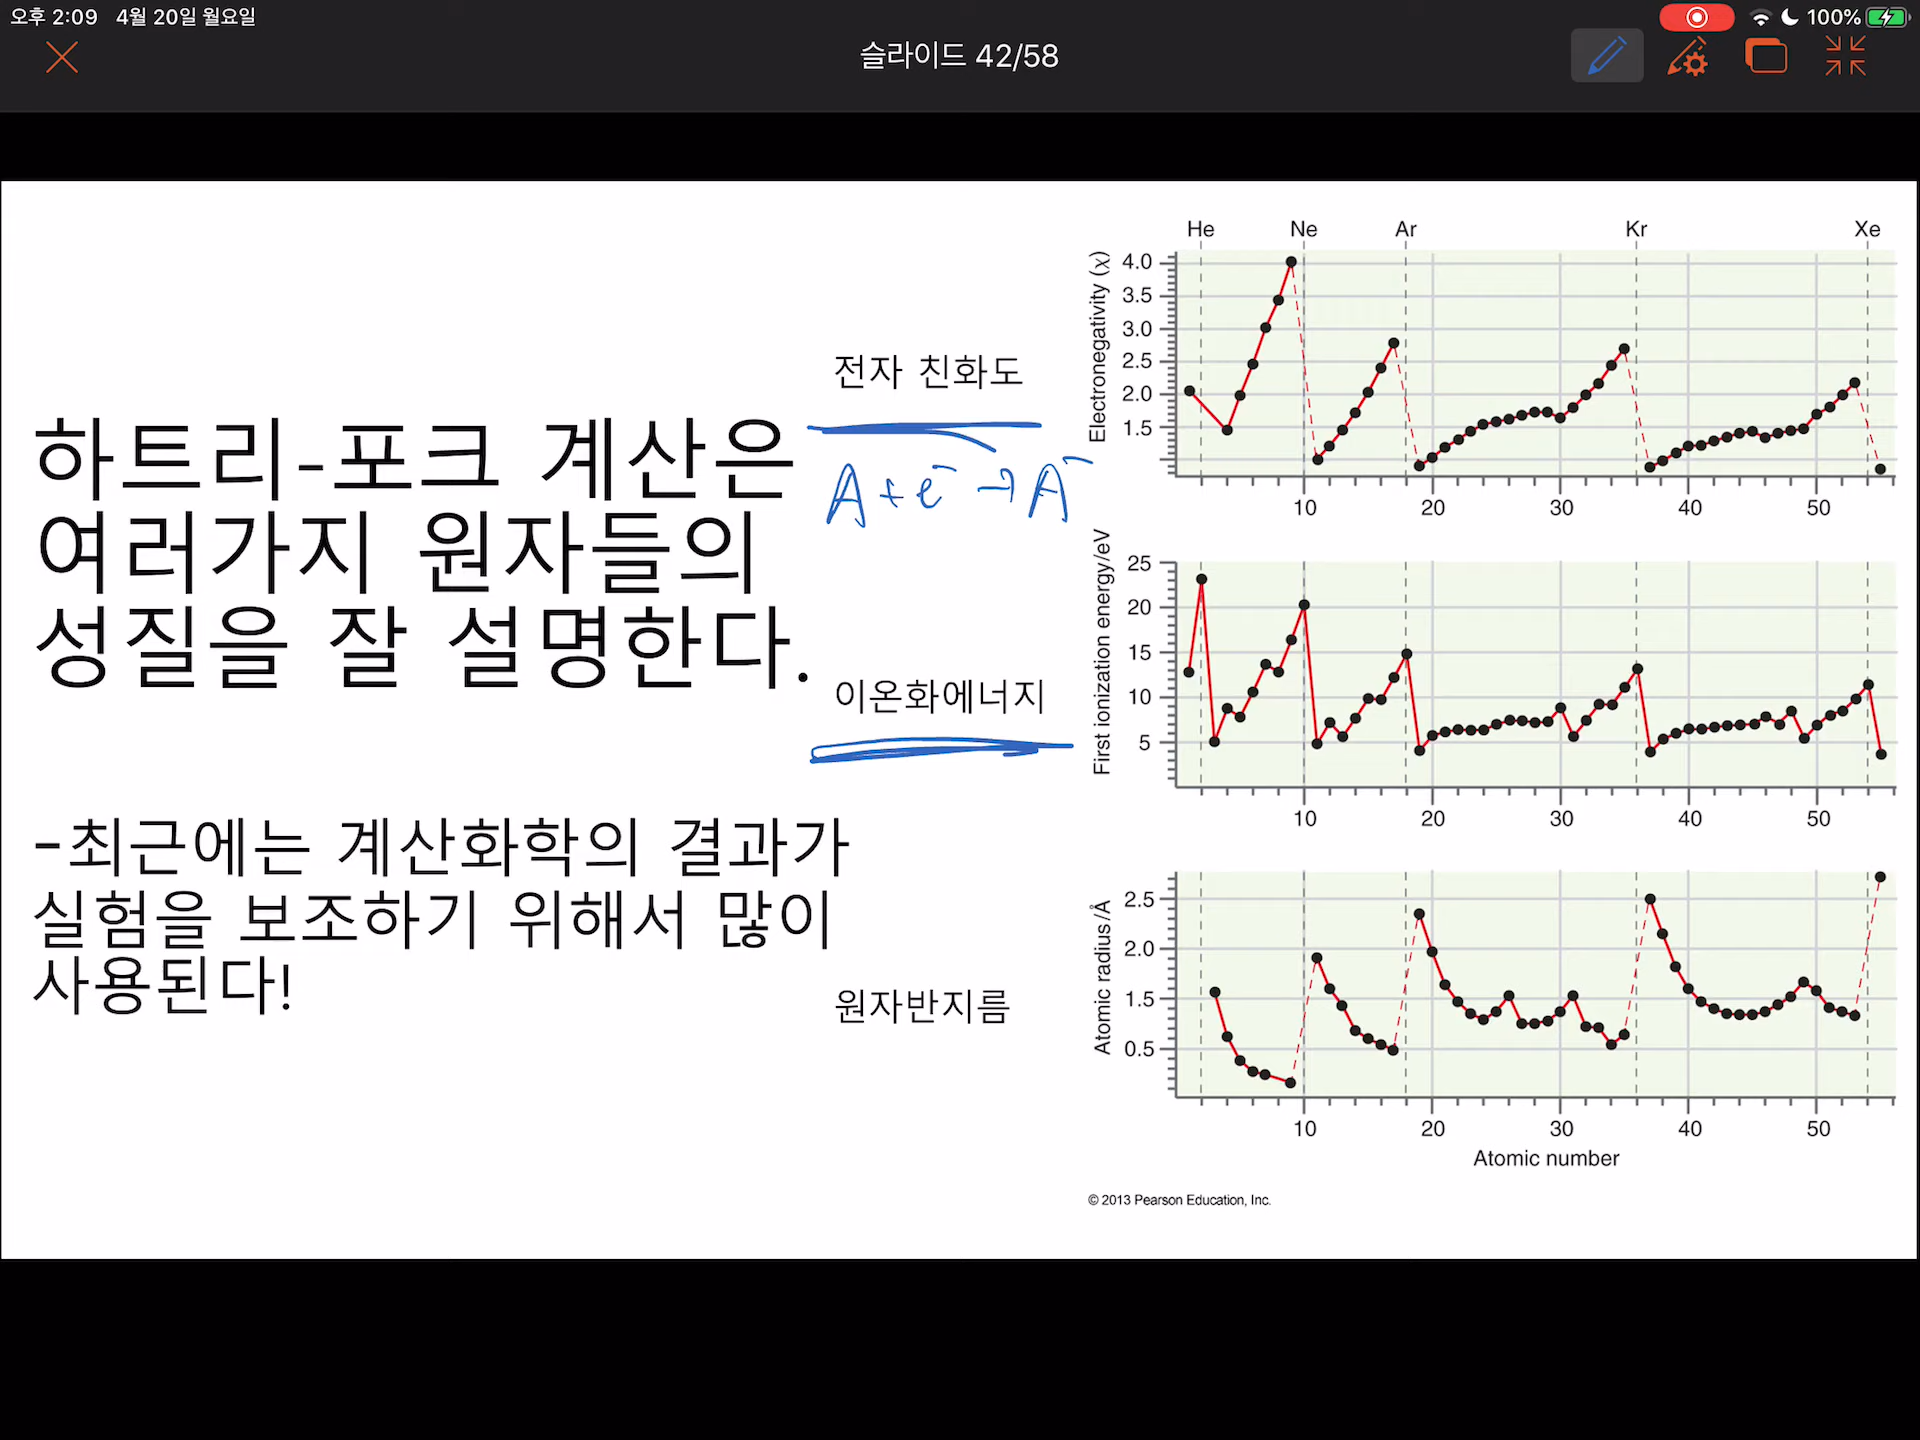 오후 2:09 4월 20일 월요일
100%
슬라이드 42/58
하트리-포크 계산은
여러가지 원자들의
성질을 잘 설명한다.
-최근에는 계산화학의 결과가
실험을 보조하기 위해서 많이
사용된다!
전자 친화도
A + e⁻ → A⁻
이온화에너지
원자반지름
He Ne Ar Kr Xe
Electronegativity (χ)
4.0
3.5
3.0
2.5
2.0
1.5
10 20 30 40 50
First ionization energy/eV
25
20
15
10
5
10 20 30 40 50
Atomic radius/Å
2.5
2.0
1.5
0.5
10 20 30 40 50
Atomic number
© 2013 Pearson Education, Inc.